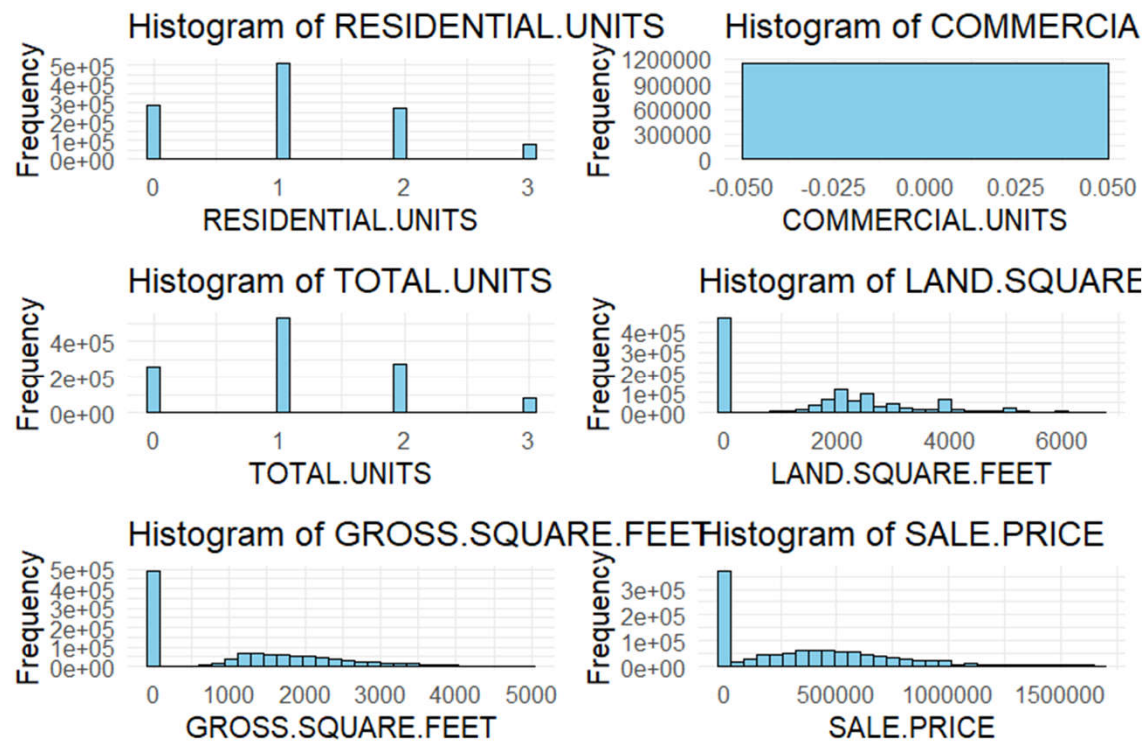 Histogram of RESIDENTIAL.UNITS
Frequency
5e+05
4e+05
3e+05
2e+05
1e+05
0e+00
0 1 2 3
RESIDENTIAL.UNITS
Histogram of COMMERCIA
Frequency
1200000
900000
600000
300000
0
-0.050 -0.025 0.000 0.025 0.050
COMMERCIAL.UNITS
Histogram of TOTAL.UNITS
Frequency
4e+05
2e+05
0e+00
0 1 2 3
TOTAL.UNITS
Histogram of LAND.SQUARE
Frequency
4e+05
3e+05
2e+05
1e+05
0e+00
0 2000 4000 6000
LAND.SQUARE.FEET
Histogram of GROSS.SQUARE.FEET
Frequency
5e+05
4e+05
3e+05
2e+05
1e+05
0e+00
0 1000 2000 3000 4000 5000
GROSS.SQUARE.FEET
Histogram of SALE.PRICE
Frequency
3e+05
2e+05
1e+05
0e+00
0 500000 1000000 1500000
SALE.PRICE